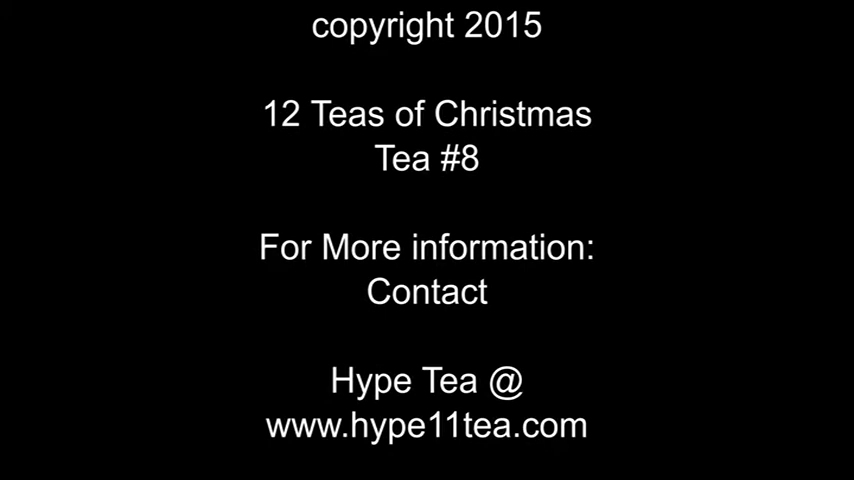 copyright 2015
12 Teas of Christmas
Tea #8
For More information:
Contact
Hype Tea @
www.hype11tea.com